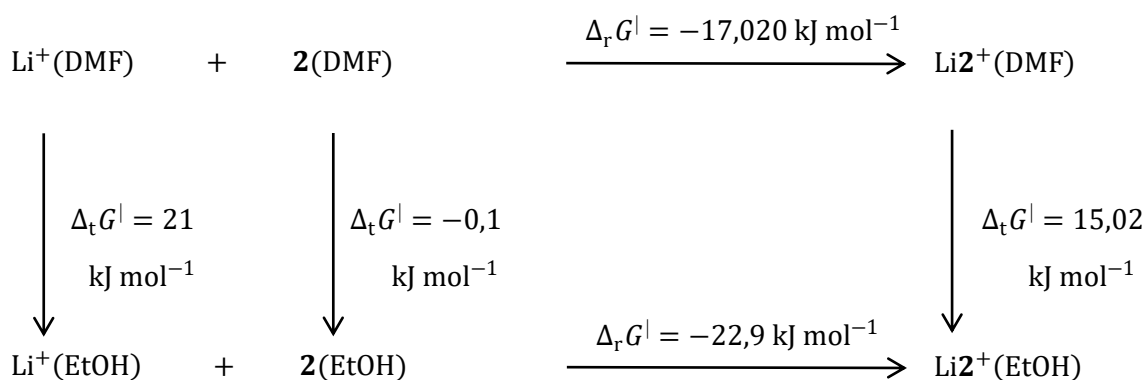 Δ_rG^| = −17,020 kJ mol⁻¹
Li⁺(DMF) + 𝟐(DMF) Li𝟐⁺(DMF)
Δ_tG^| = 21 Δ_tG^| = −0,1 Δ_tG^| = 15,02
kJ mol⁻¹ kJ mol⁻¹ kJ mol⁻¹
Δ_rG^| = −22,9 kJ mol⁻¹
Li⁺(EtOH) + 𝟐(EtOH) Li𝟐⁺(EtOH)